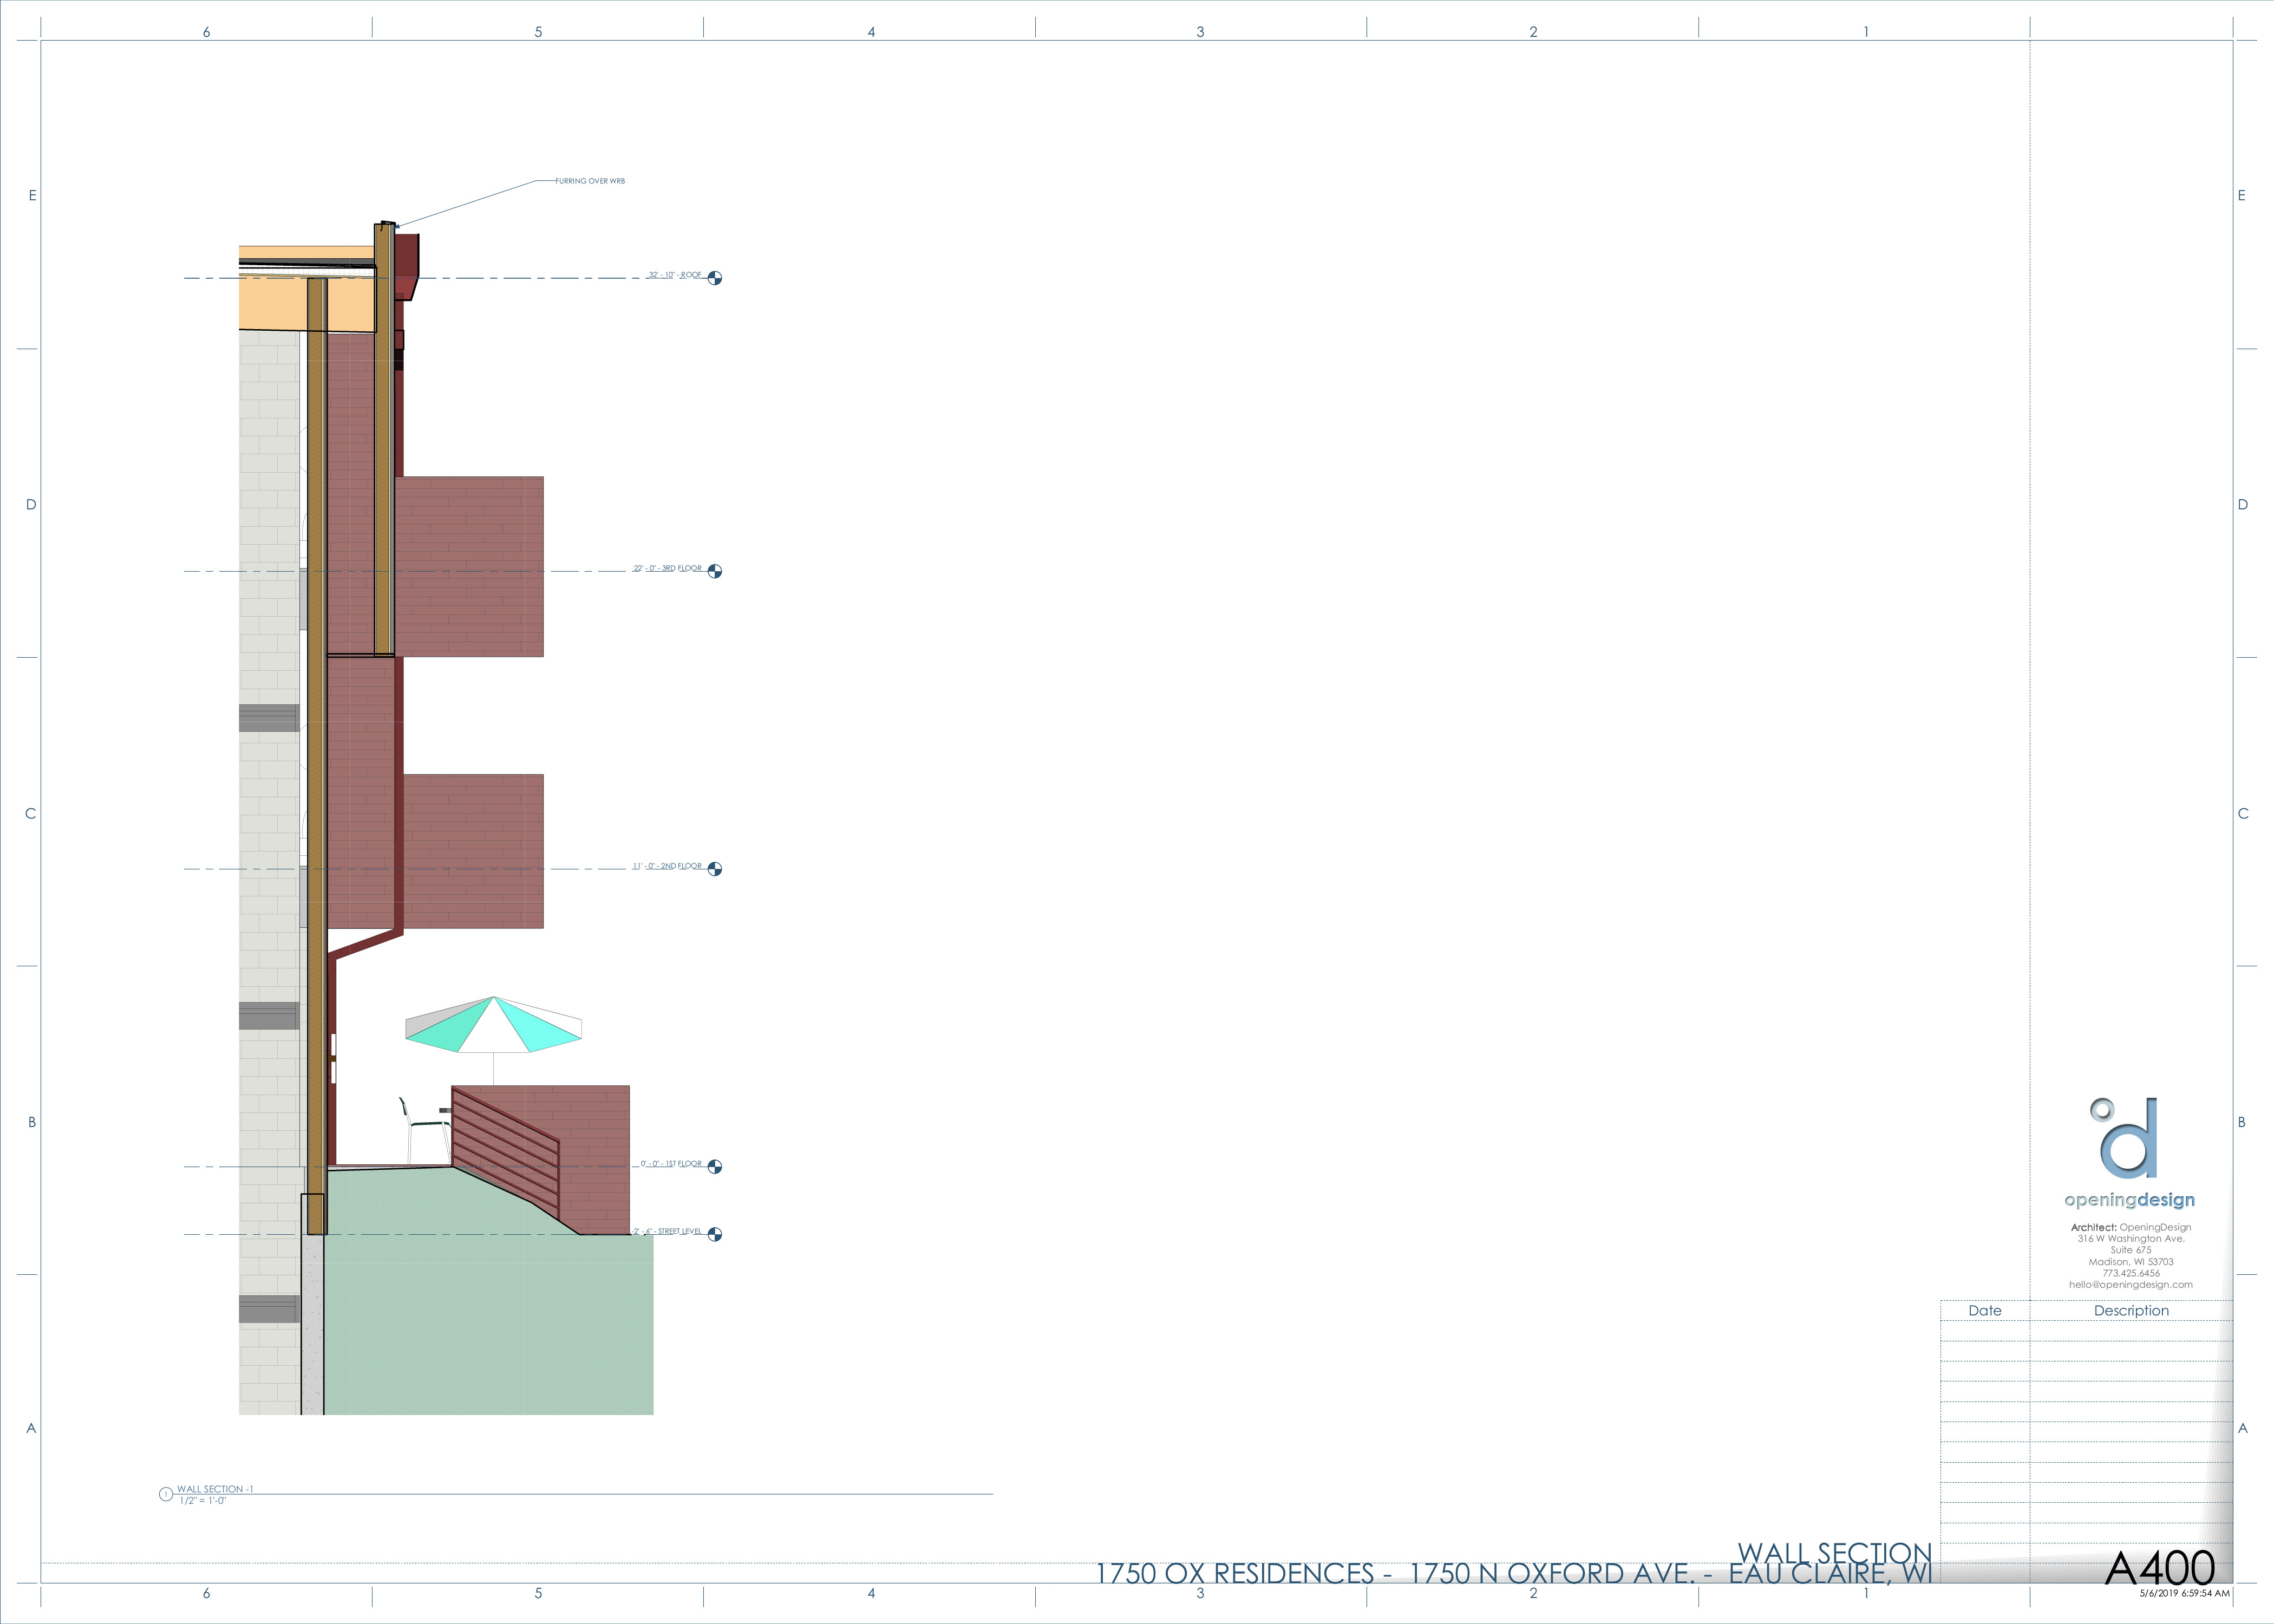 6 5 4 3 2 1
E E
FURRING OVER WRB
32' - 10" - ROOF
D D
22' - 0" - 3RD FLOOR
C C
11' - 0" - 2ND FLOOR
B B
0' - 0" - 1ST FLOOR
-2' - 6" - STREET LEVEL
A A
1 WALL SECTION -1
1/2" = 1'-0"
d
openingdesign
Architect: OpeningDesign
316 W Washington Ave.
Suite 675
Madison, WI 53703
773.425.6456
hello@openingdesign.com
Date Description
WALL SECTION
1750 OX RESIDENCES - 1750 N OXFORD AVE. - EAU CLAIRE, WI
A400
5/6/2019 6:59:54 AM
6 5 4 3 2 1